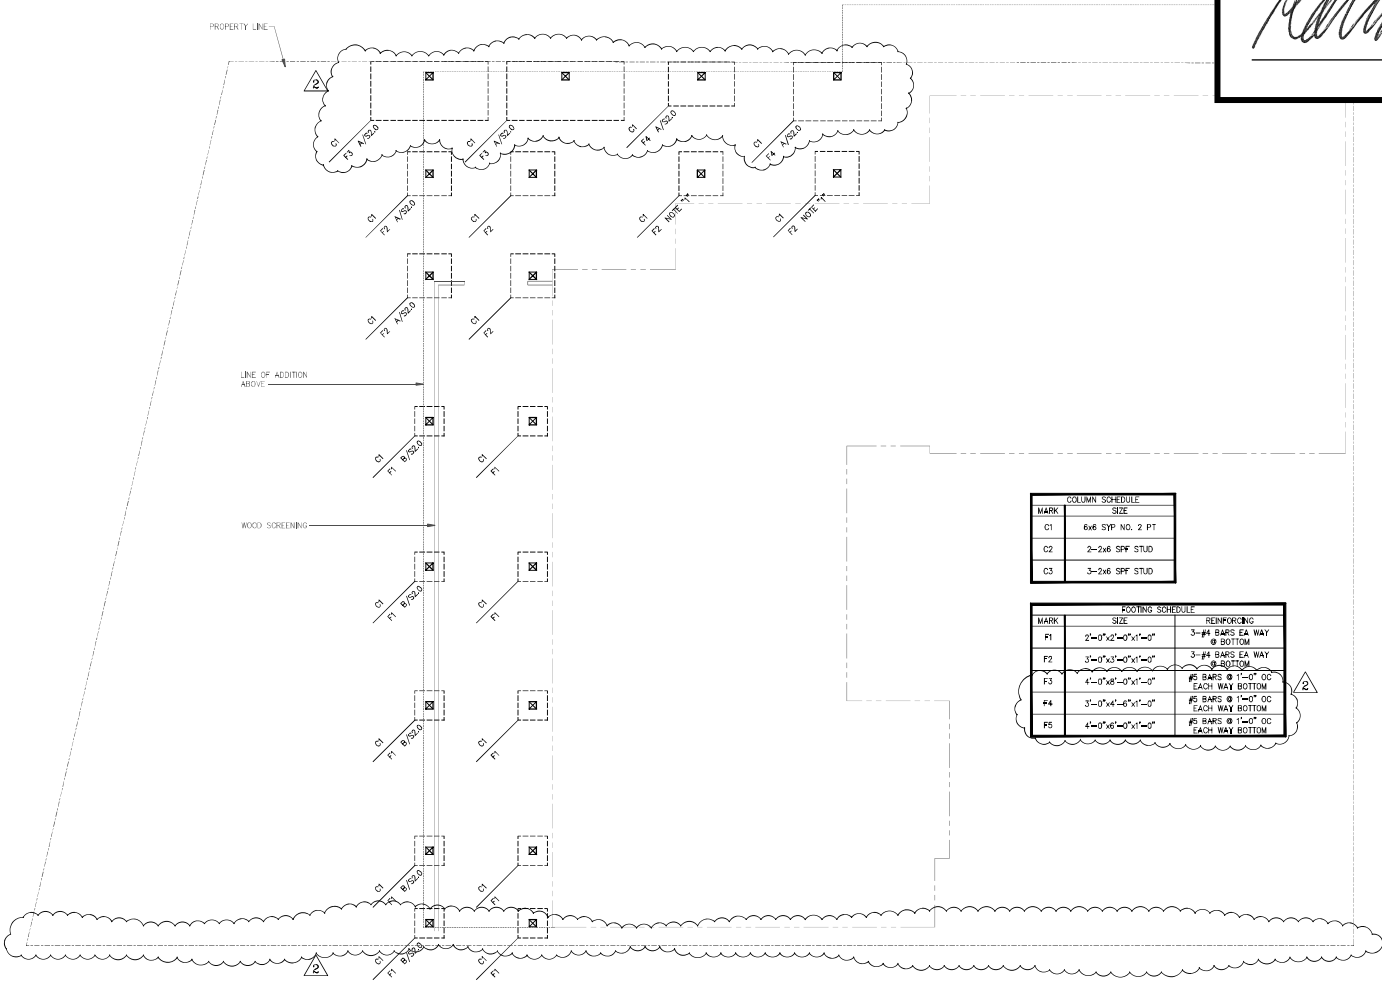 PROPERTY LINE
2
C1
F3 A/S2.0
C1
F3 A/S2.0
C1
F4 A/S2.0
C1
F4 A/S2.0
C1
F2 A/S2.0
C1
F2
C1
F2 NOTE "1"
C1
F2 NOTE "1"
C1
F2 A/S2.0
C1
F2
LINE OF ADDITION
ABOVE
C1
F1 B/S2.0
C1
F1
WOOD SCREENING
C1
F1 B/S2.0
C1
F1
C1
F1 B/S2.0
C1
F1
C1
F1 B/S2.0
C1
F1
C1
F1 B/S2.0
C1
F1
2
COLUMN SCHEDULE
MARK SIZE
C1 6x6 SYP NO. 2 PT
C2 2-2x6 SPF STUD
C3 3-2x6 SPF STUD
FOOTING SCHEDULE
MARK SIZE REINFORCING
F1 2'-0"x2'-0"x1'-0" 3-#4 BARS EA WAY
@ BOTTOM
F2 3'-0"x3'-0"x1'-0" 3-#4 BARS EA WAY
@ BOTTOM
F3 4'-0"x8'-0"x1'-0" #5 BARS @ 1'-0" OC
EACH WAY BOTTOM
F4 3'-0"x4'-6"x1'-0" #5 BARS @ 1'-0" OC
EACH WAY BOTTOM
F5 4'-0"x6'-0"x1'-0" #5 BARS @ 1'-0" OC
EACH WAY BOTTOM
2